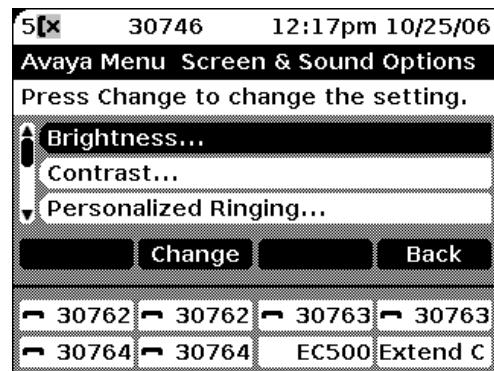 5 30746 12:17pm 10/25/06
Avaya Menu Screen & Sound Options
Press Change to change the setting.
Brightness...
Contrast...
Personalized Ringing...
Change Back
30762 30762 30763 30763
30764 30764 EC500 Extend C